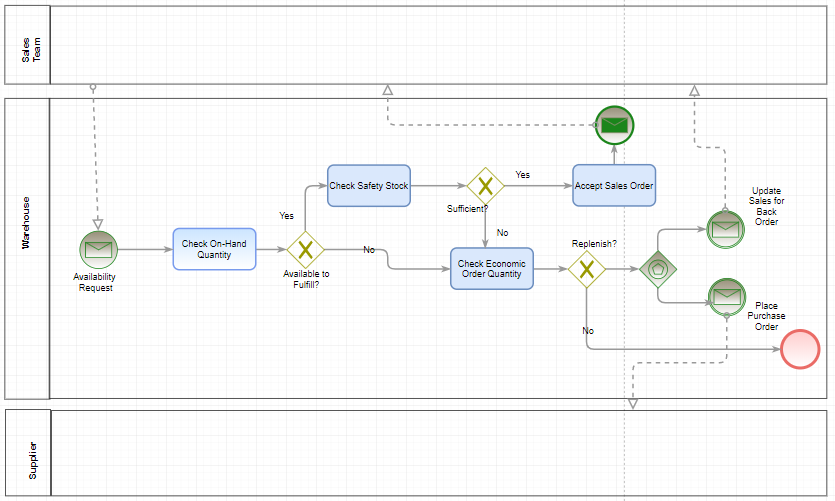 Sales
Team
Warehouse
Supplier
Availability
Request
Check On-Hand
Quantity
Available to
Fulfill?
Yes
No
Check Safety Stock
Sufficient?
Yes
No
Accept Sales Order
Check Economic
Order Quantity
Replenish?
No
Update
Sales for
Back
Order
Place
Purchase
Order